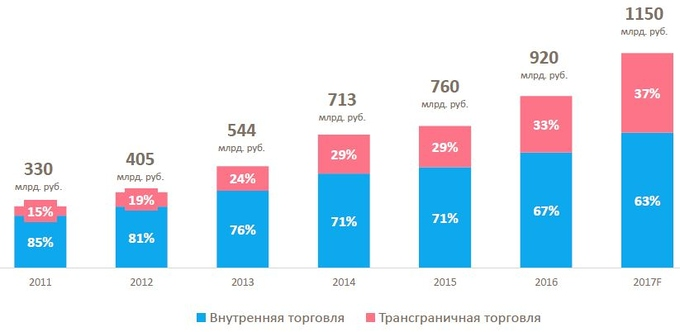 1150
млрд. руб.
920
млрд. руб.
760
млрд. руб.
713
млрд. руб.
544
млрд. руб.
405
млрд. руб.
330
млрд. руб.
15%
19%
24%
29%
29%
33%
37%
85%
81%
76%
71%
71%
67%
63%
2011
2012
2013
2014
2015
2016
2017F
Внутренняя торговля
Трансграничная торговля